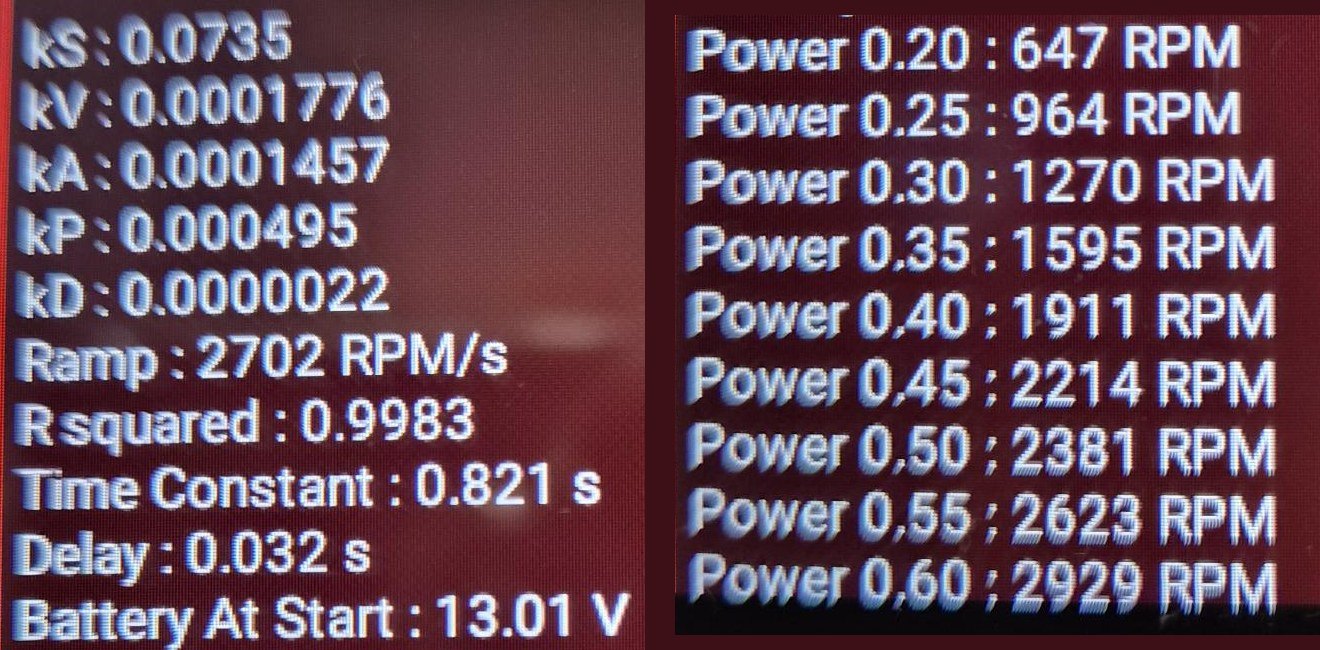 kS : 0.0735
kV : 0.0001776
kA : 0.0001457
kP : 0.000495
kD : 0.0000022
Ramp : 2702 RPM/s
R squared : 0.9983
Time Constant : 0.821 s
Delay : 0.032 s
Battery At Start : 13.01 V
Power 0.20 : 647 RPM
Power 0.25 : 964 RPM
Power 0.30 : 1270 RPM
Power 0.35 : 1595 RPM
Power 0.40 : 1911 RPM
Power 0.45 : 2214 RPM
Power 0.50 : 2381 RPM
Power 0.55 : 2623 RPM
Power 0.60 : 2929 RPM